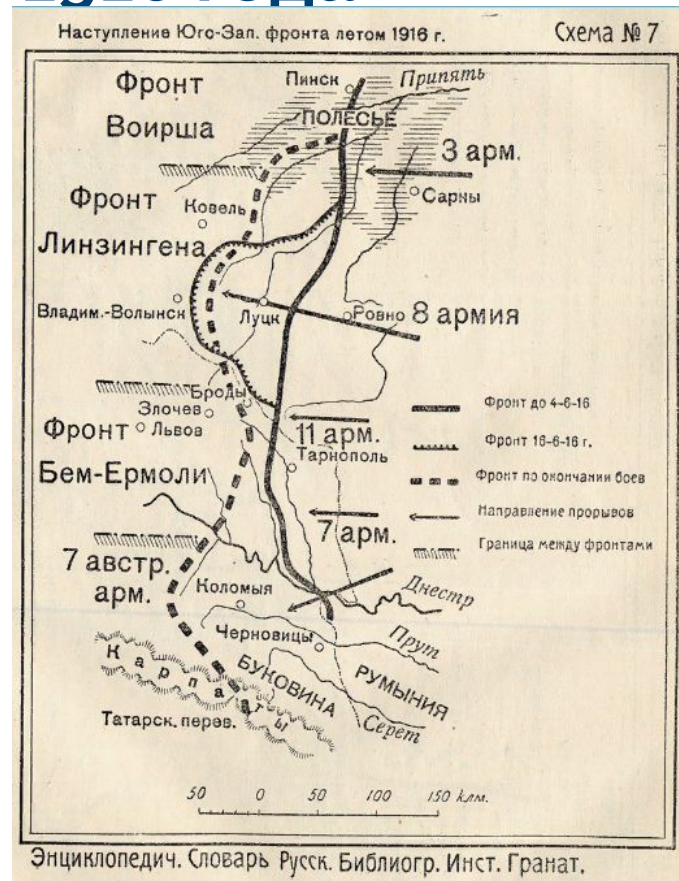 Наступление Юго-Зап. фронта летом 1916 г.
Схема № 7
Фронт
Воирша
Пинск
Припять
ПОЛЕСЬЕ
3 арм.
Сарны
Фронт
Линзингена
Ковель
Владим.-Волынск
Луцк
Ровно
8 армия
Броды
Злочев
Фронт
Львов
Бем-Ермоли
11 арм.
Тарнополь
7 арм.
7 австр.
арм.
Коломыя
Днестр
Черновицы
Прут
БУКОВИНА
РУМЫНИЯ
Серет
Карпаты
Татарск. перев.
Фронт до 4-6-16
Фронт 16-6-16 г.
Фронт по окончании боев
Направление прорывов
Граница между фронтами
50 0 50 100 150 клм.
Энциклопедич. Словарь Русск. Библиогр. Инст. Гранат.